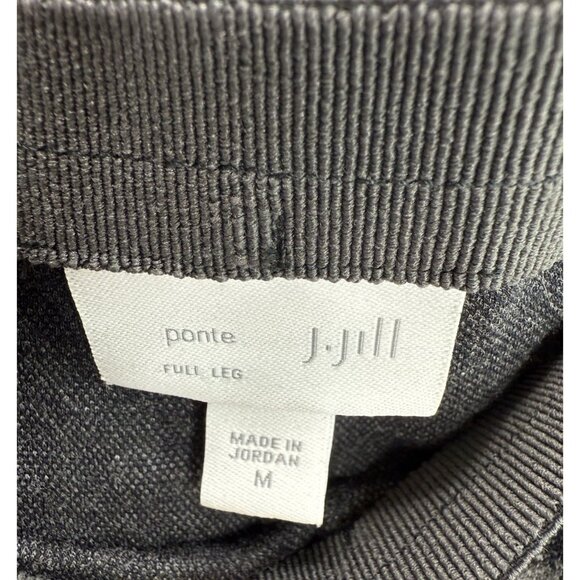 ponte J.Jill
FULL LEG
MADE IN
JORDAN
M